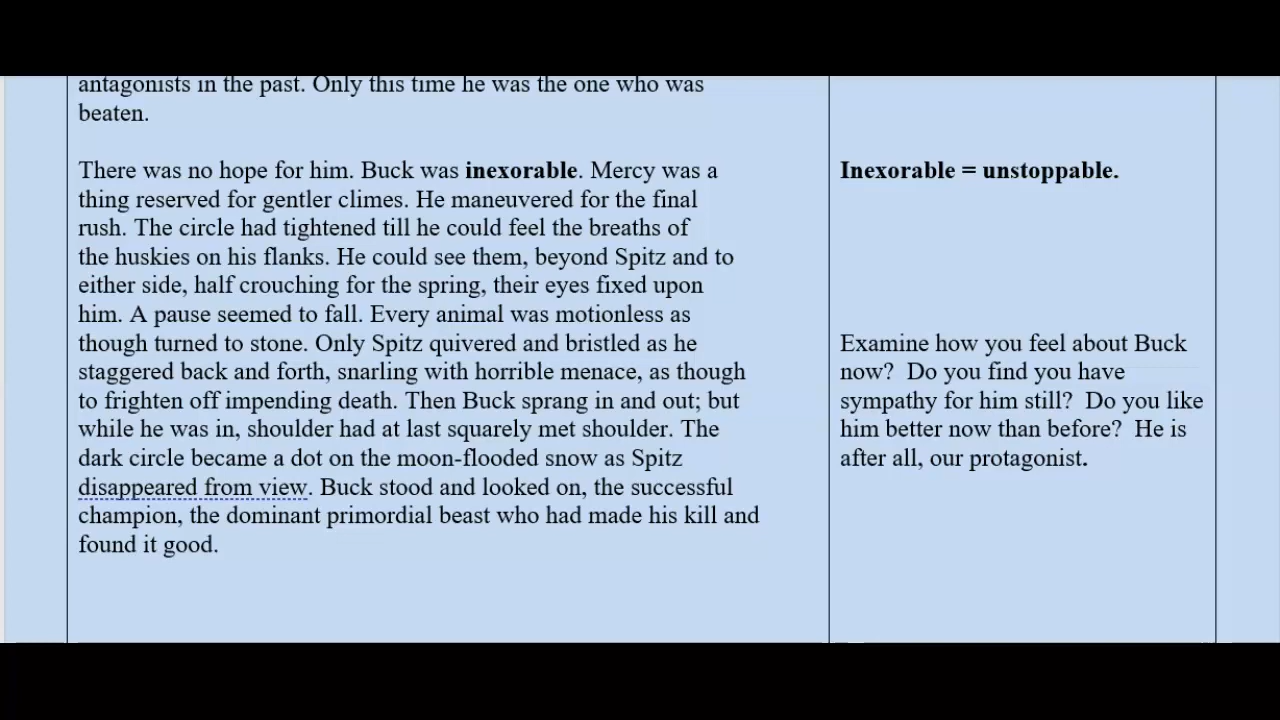 antagonists in the past. Only this time he was the one who was
beaten.
There was no hope for him. Buck was inexorable. Mercy was a
thing reserved for gentler climes. He maneuvered for the final
rush. The circle had tightened till he could feel the breaths of
the huskies on his flanks. He could see them, beyond Spitz and to
either side, half crouching for the spring, their eyes fixed upon
him. A pause seemed to fall. Every animal was motionless as
though turned to stone. Only Spitz quivered and bristled as he
staggered back and forth, snarling with horrible menace, as though
to frighten off impending death. Then Buck sprang in and out; but
while he was in, shoulder had at last squarely met shoulder. The
dark circle became a dot on the moon-flooded snow as Spitz
disappeared from view. Buck stood and looked on, the successful
champion, the dominant primordial beast who had made his kill and
found it good.
Inexorable = unstoppable.
Examine how you feel about Buck
now?  Do you find you have
sympathy for him still?  Do you like
him better now than before?  He is
after all, our protagonist.